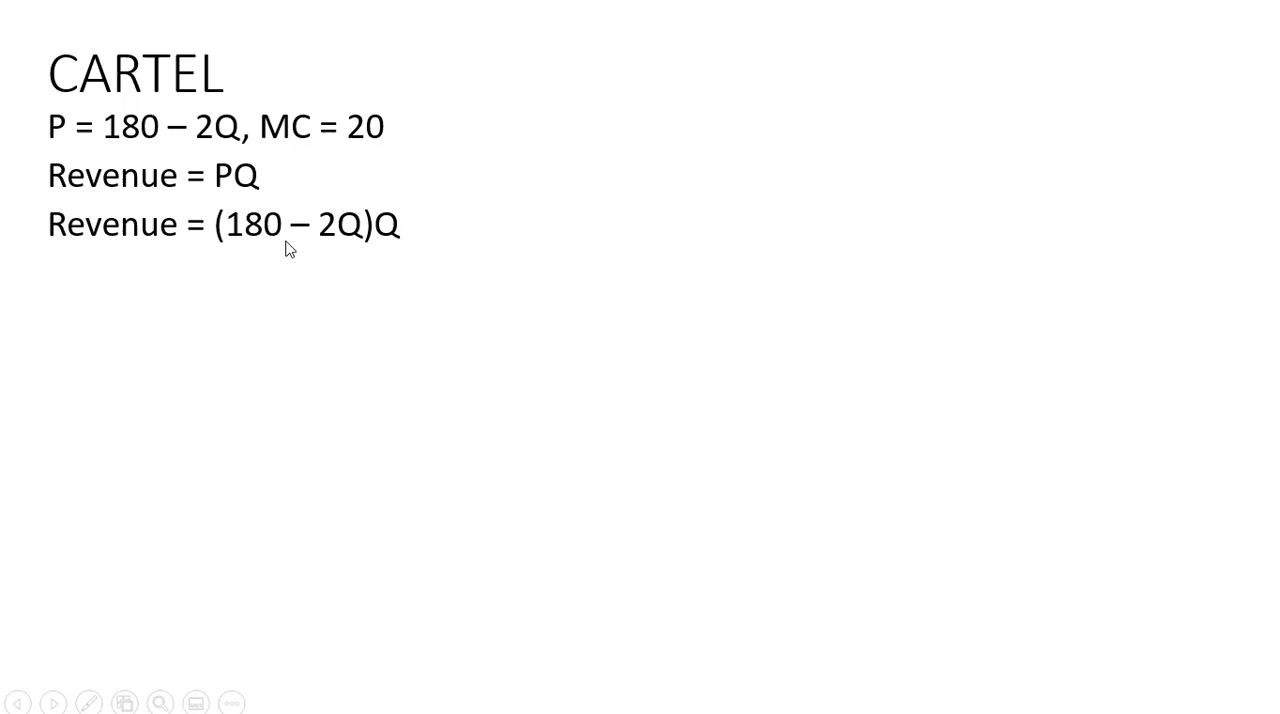 CARTEL
P = 180 – 2Q, MC = 20
Revenue = PQ
Revenue = (180 – 2Q)Q